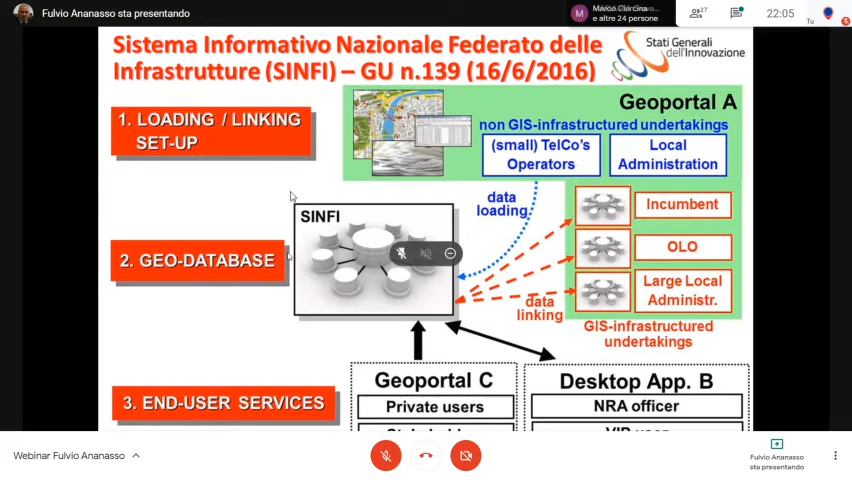 Fulvio Ananasso sta presentando
e altre 24 persone
27
22:05
Tu
Sistema Informativo Nazionale Federato delle
Infrastrutture (SINFI) – GU n.139 (16/6/2016)
Stati Generali
dell'Innovazione
1. LOADING / LINKING
SET-UP
Geoportal A
non GIS-infrastructured undertakings
(small) TelCo's
Operators
Local
Administration
data
loading
SINFI
Incumbent
OLO
Large Local
Administr.
data
linking
GIS-infrastructured
undertakings
2. GEO-DATABASE
3. END-USER SERVICES
Geoportal C
Private users
Desktop App. B
NRA officer
Webinar Fulvio Ananasso
Fulvio Ananasso
sta presentando
M